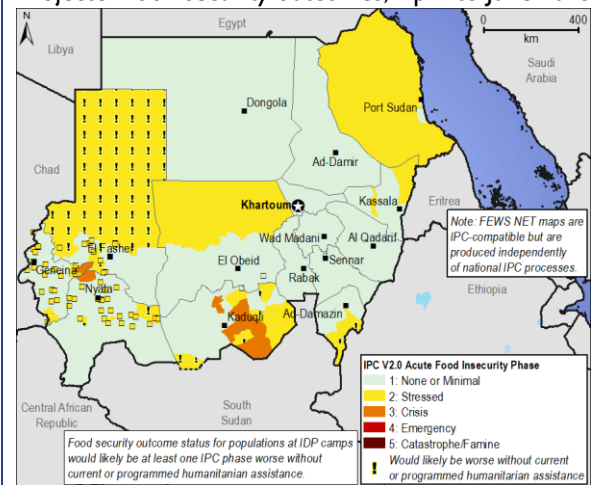 Egypt
N
0 400
km
Libya
Saudi
Arabia
Dongola
Port Sudan
Ad-Damir
Chad
Khartoum
Kassala
Eritrea
Note: FEWS NET maps are
IPC-compatible but are
produced independently
of national IPC processes.
Wad Madani
Al Qadarif
El Fasher
Geneina
El Obeid
Sennar
Rabak
Ethiopia
Nyala
Kaduqli
Ad-Damazin
IPC V2.0 Acute Food Insecurity Phase
1: None or Minimal
2: Stressed
3: Crisis
4: Emergency
5: Catastrophe/Famine
! Would likely be worse without current
or programmed humanitarian assistance
Central African
Republic
South
Sudan
Food security outcome status for populations at IDP camps
would likely be at least one IPC phase worse without
current or programmed humanitarian assistance.